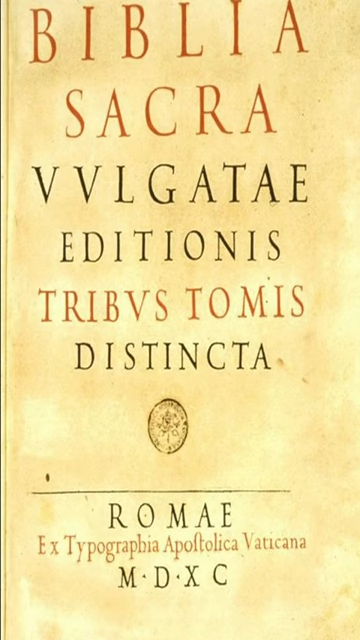 BIBLIA
SACRA
VVLGATAE
EDITIONIS
TRIBVS TOMIS
DISTINCTA
ROMAE
Ex Typographia Apoſtolica Vaticana
M·D·XC